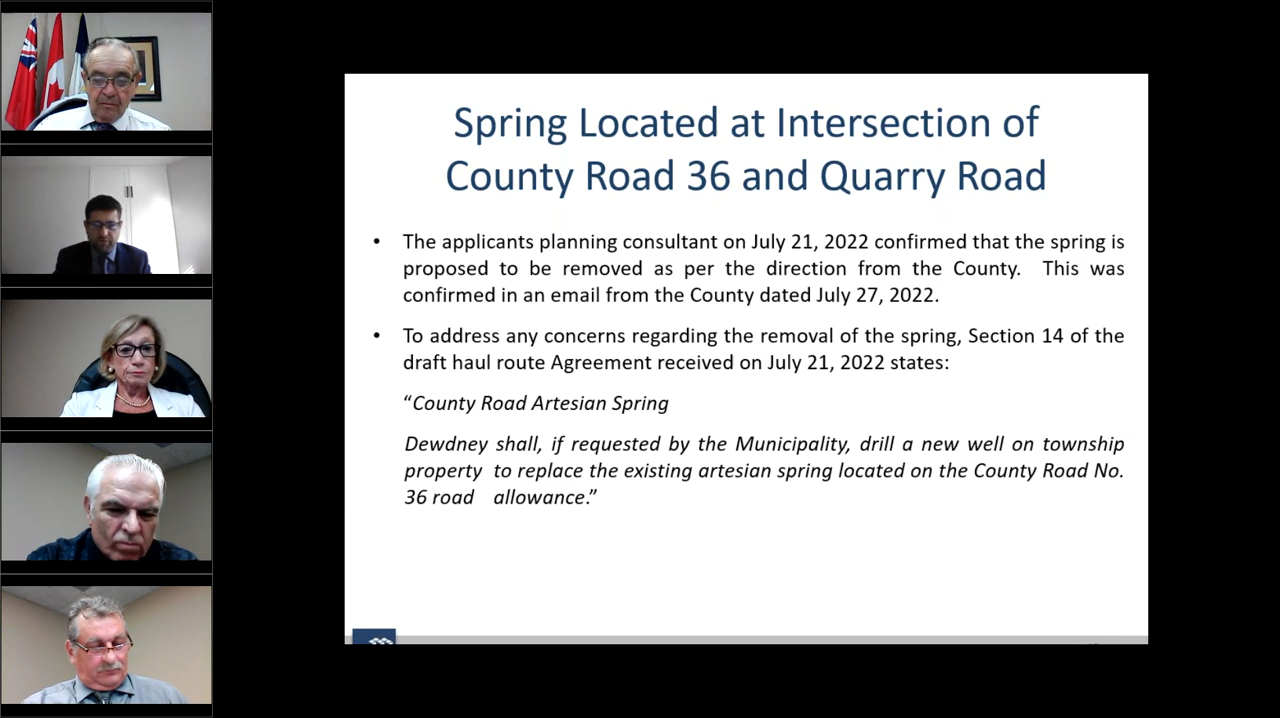 Spring Located at Intersection of
County Road 36 and Quarry Road
• The applicants planning consultant on July 21, 2022 confirmed that the spring is
proposed to be removed as per the direction from the County. This was
confirmed in an email from the County dated July 27, 2022.
• To address any concerns regarding the removal of the spring, Section 14 of the
draft haul route Agreement received on July 21, 2022 states:
“County Road Artesian Spring
Dewdney shall, if requested by the Municipality, drill a new well on township
property to replace the existing artesian spring located on the County Road No.
36 road allowance.”